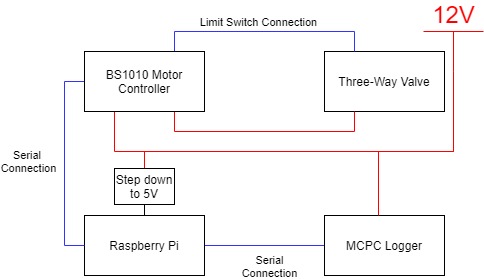 12V
Limit Switch Connection
BS1010 Motor
Controller
Three-Way Valve
Serial
Connection
Step down
to 5V
Raspberry Pi
MCPC Logger
Serial
Connection